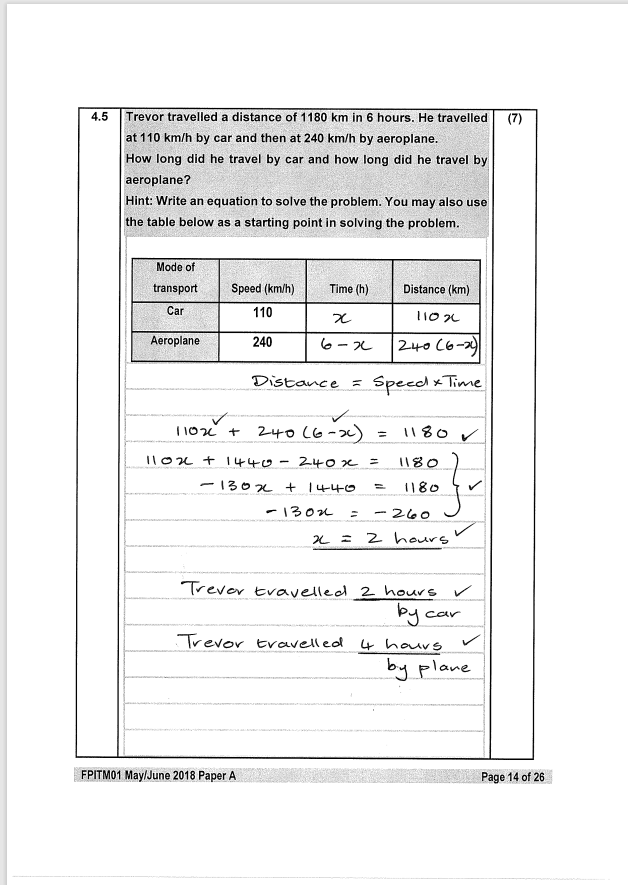 4.5 Trevor travelled a distance of 1180 km in 6 hours. He travelled (7)
at 110 km/h by car and then at 240 km/h by aeroplane.
How long did he travel by car and how long did he travel by
aeroplane?
Hint: Write an equation to solve the problem. You may also use
the table below as a starting point in solving the problem.
Mode of
transport Speed (km/h) Time (h) Distance (km)
Car 110 x 110x
Aeroplane 240 6 - x 240(6-x)
Distance = Speed × Time
110x ✓ + 240(6-x) ✓ = 1180 ✓
110x + 1440 - 240x = 1180
-130x + 1440 = 1180 } ✓
-130x = -260
x = 2 hours ✓
Trevor travelled 2 hours ✓
by car
Trevor travelled 4 hours ✓
by plane
FPITM01 May/June 2018 Paper A Page 14 of 26